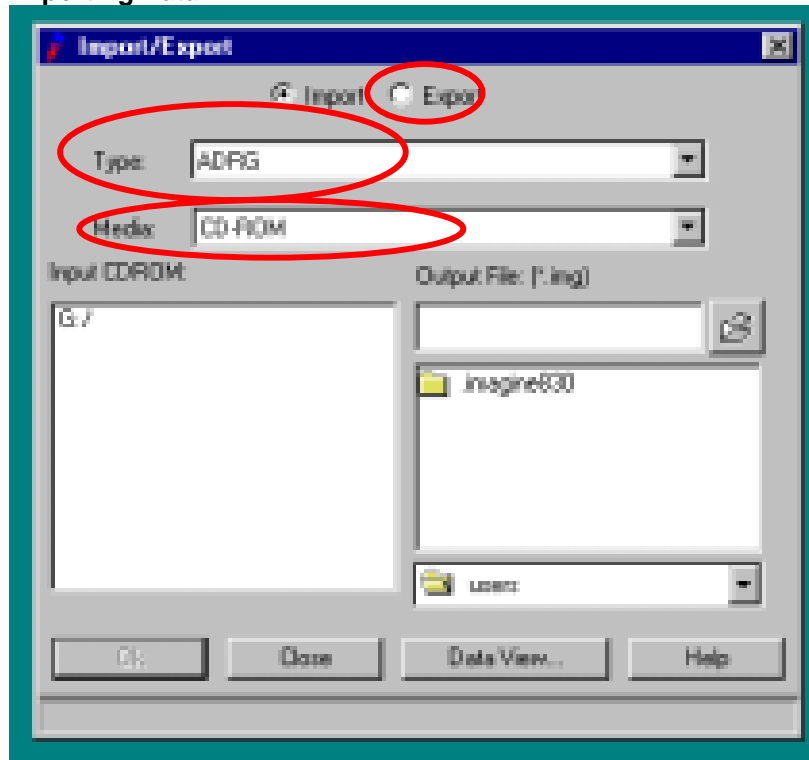 Import/Export
Import Export
Type: ADRG
Media: CD-ROM
Input CDROM: Output File: (*.img)
G:/
.imagine830
users
Ok Close Data View... Help